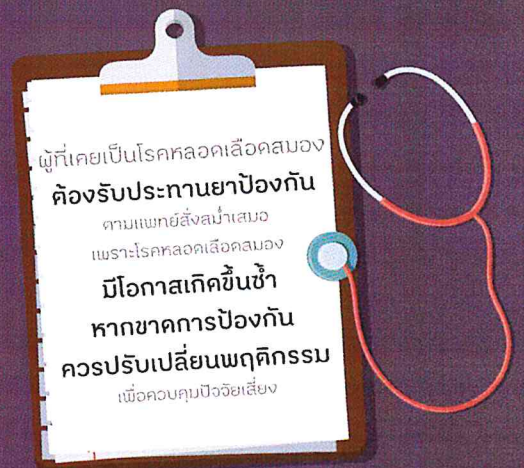 ผู้ที่เคยเป็นโรคหลอดเลือดสมอง
ต้องรับประทานยาป้องกัน
ตามแพทย์สั่งสม่ำเสมอ
เพราะโรคหลอดเลือดสมอง
มีโอกาสเกิดขึ้นซ้ำ
หากขาดการป้องกัน
ควรปรับเปลี่ยนพฤติกรรม
เพื่อควบคุมปัจจัยเสี่ยง